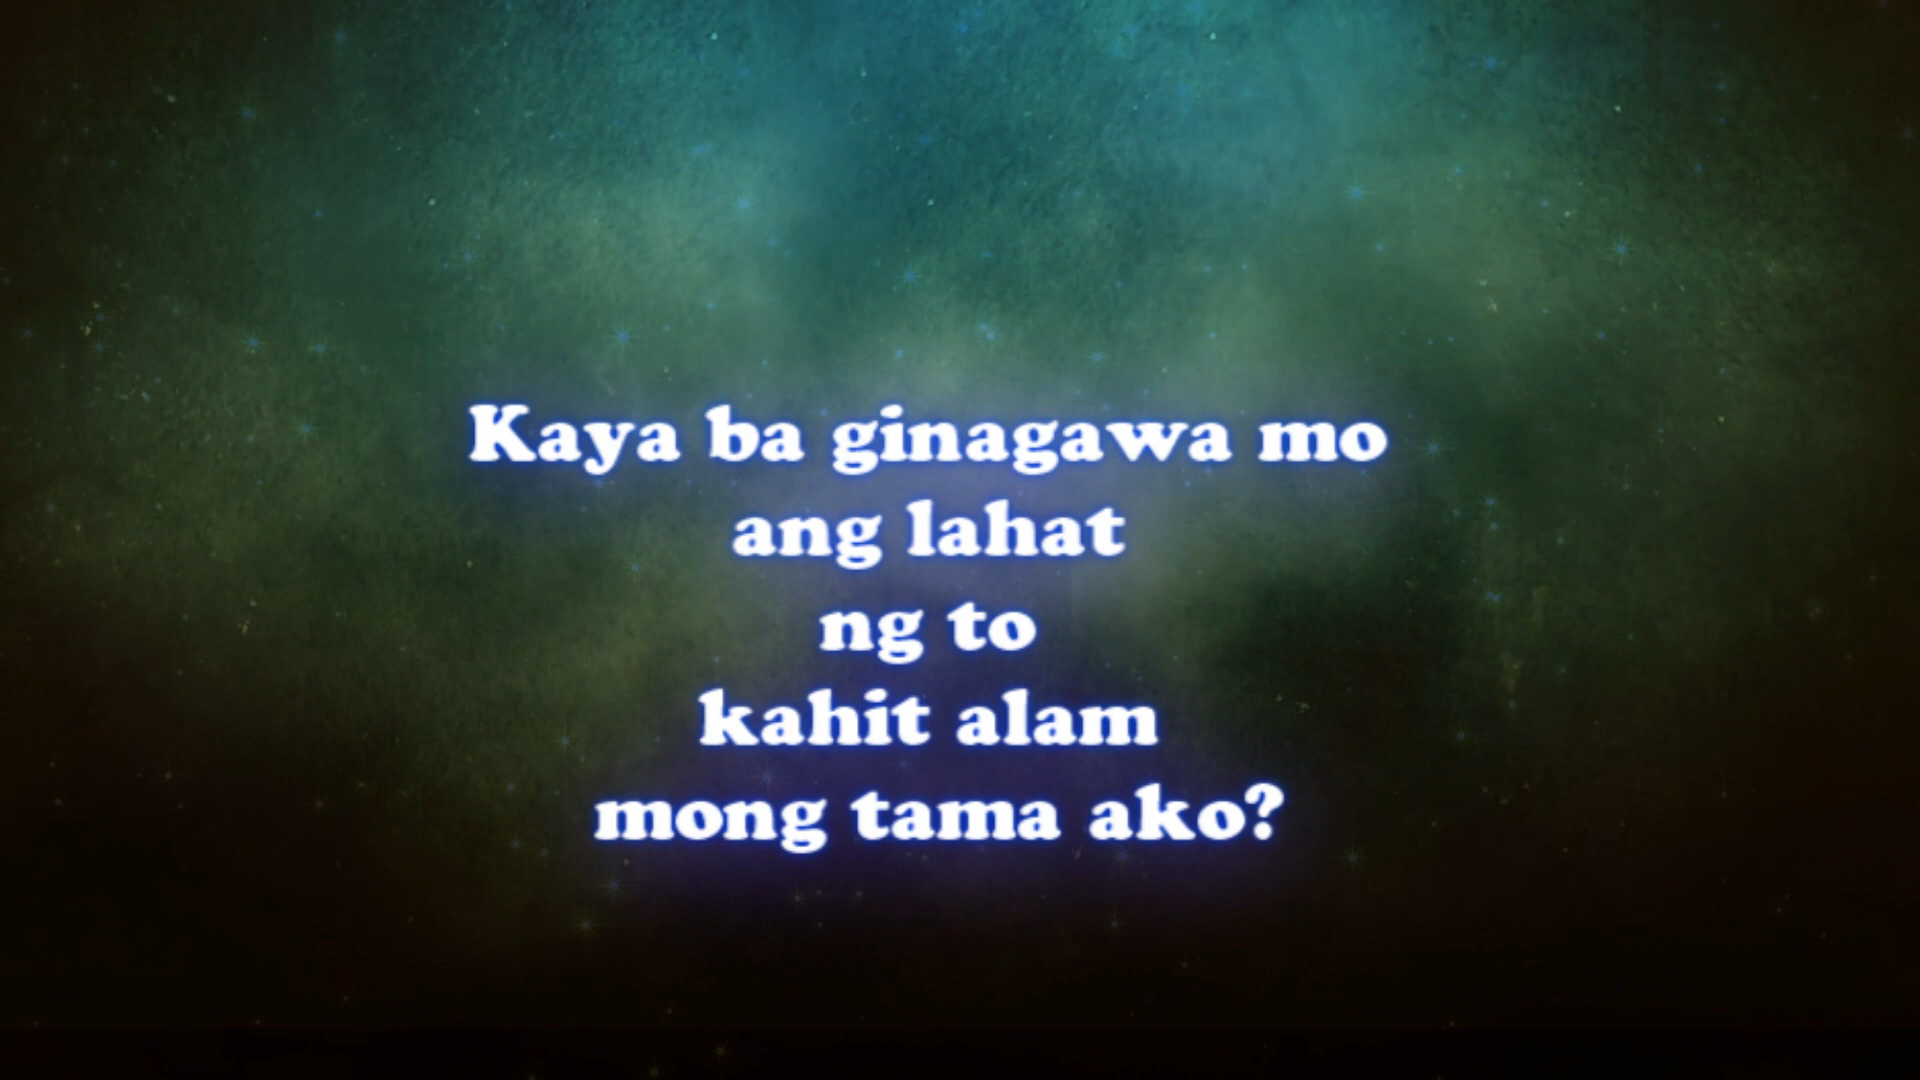 Kaya ba ginagawa mo
ang lahat
ng to
kahit alam
mong tama ako?